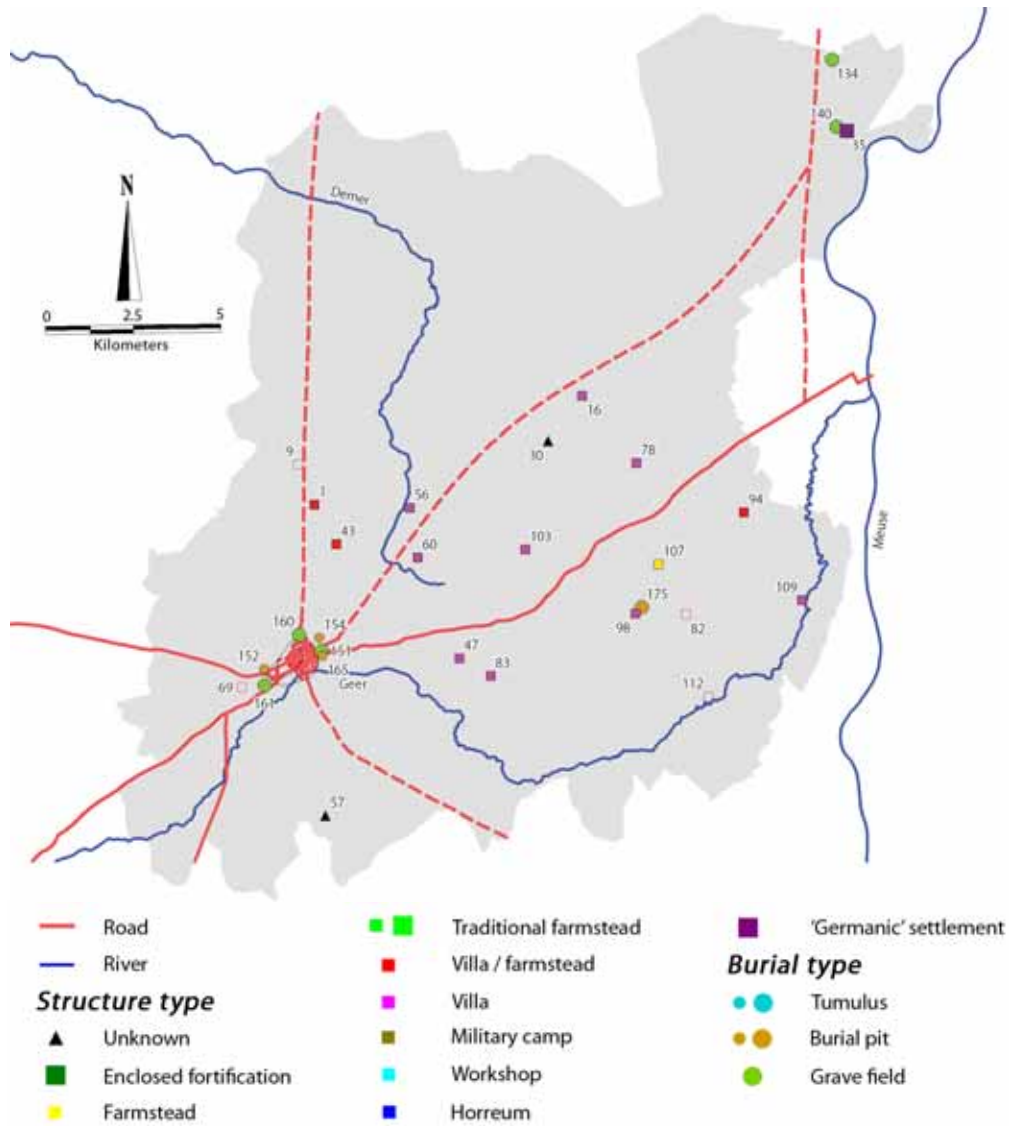 134
140
35
N
Demer
0 2.5 5
Kilometers
16
30
78
9
1
56
94
43
60
103
107
Meuse
175
109
160
154
98
82
151
152
47
165
83
69
Geer
161
112
57
Road
River
Structure type
Unknown
Enclosed fortification
Farmstead
Traditional farmstead
Villa / farmstead
Villa
Military camp
Workshop
Horreum
'Germanic' settlement
Burial type
Tumulus
Burial pit
Grave field